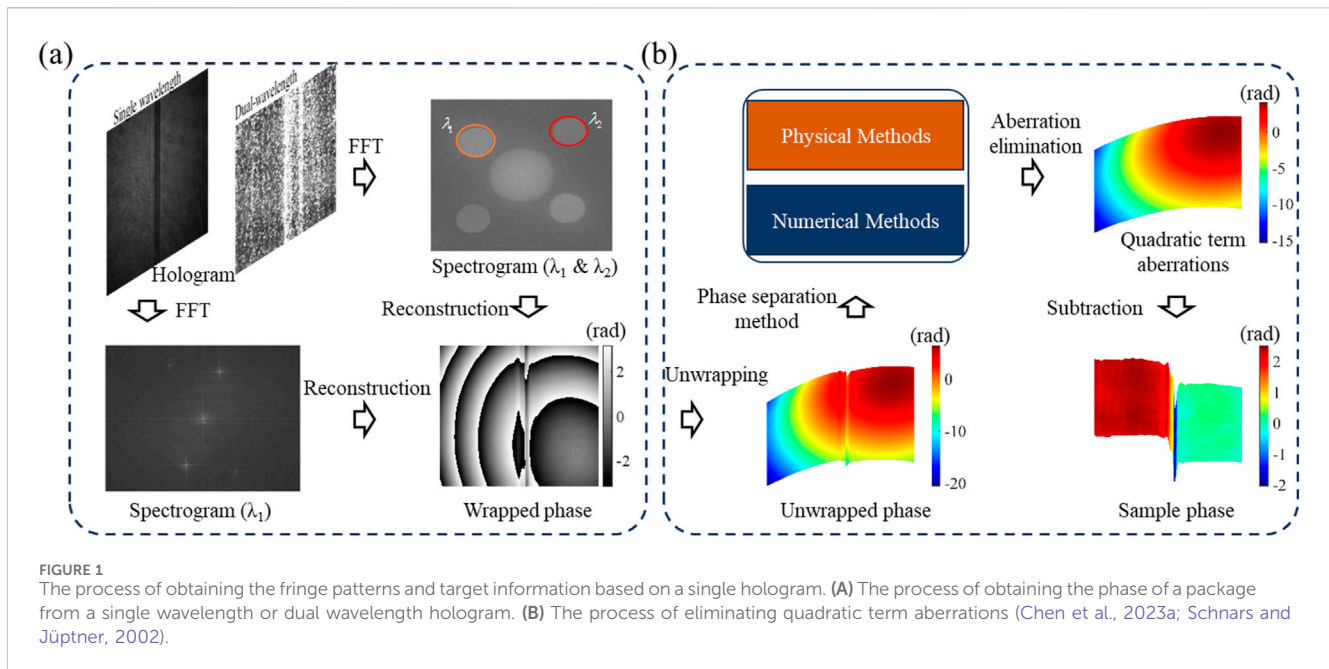 (a)
Single wavelength
Dual-wavelength
Hologram
FFT
λ1
λ2
Spectrogram (λ1 & λ2)
FFT
Reconstruction
Spectrogram (λ1)
Reconstruction
(rad)
2
0
-2
Wrapped phase
(b)
Physical Methods
Numerical Methods
Aberration
elimination
(rad)
0
-5
-10
-15
Quadratic term
aberrations
Phase separation
method
Subtraction
Unwrapping
(rad)
0
-10
-20
Unwrapped phase
(rad)
2
1
0
-1
-2
Sample phase
FIGURE 1
The process of obtaining the fringe patterns and target information based on a single hologram. (A) The process of obtaining the phase of a package
from a single wavelength or dual wavelength hologram. (B) The process of eliminating quadratic term aberrations (Chen et al., 2023a; Schnars and
Jüptner, 2002).